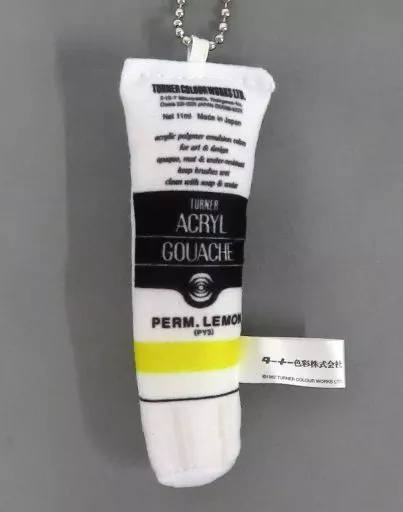 TURNER COLOUR WORKS LTD.
Osaka JAPAN
Net 11ml Made in Japan
acrylic polymer emulsion colors
for art & design
opaque, mat & water-resistant
keep brushes wet
clean with soap & water
TURNER
ACRYL
GOUACHE
PERM. LEMON
(PY3)
ターナー色彩株式会社
TURNER COLOUR WORKS LTD.